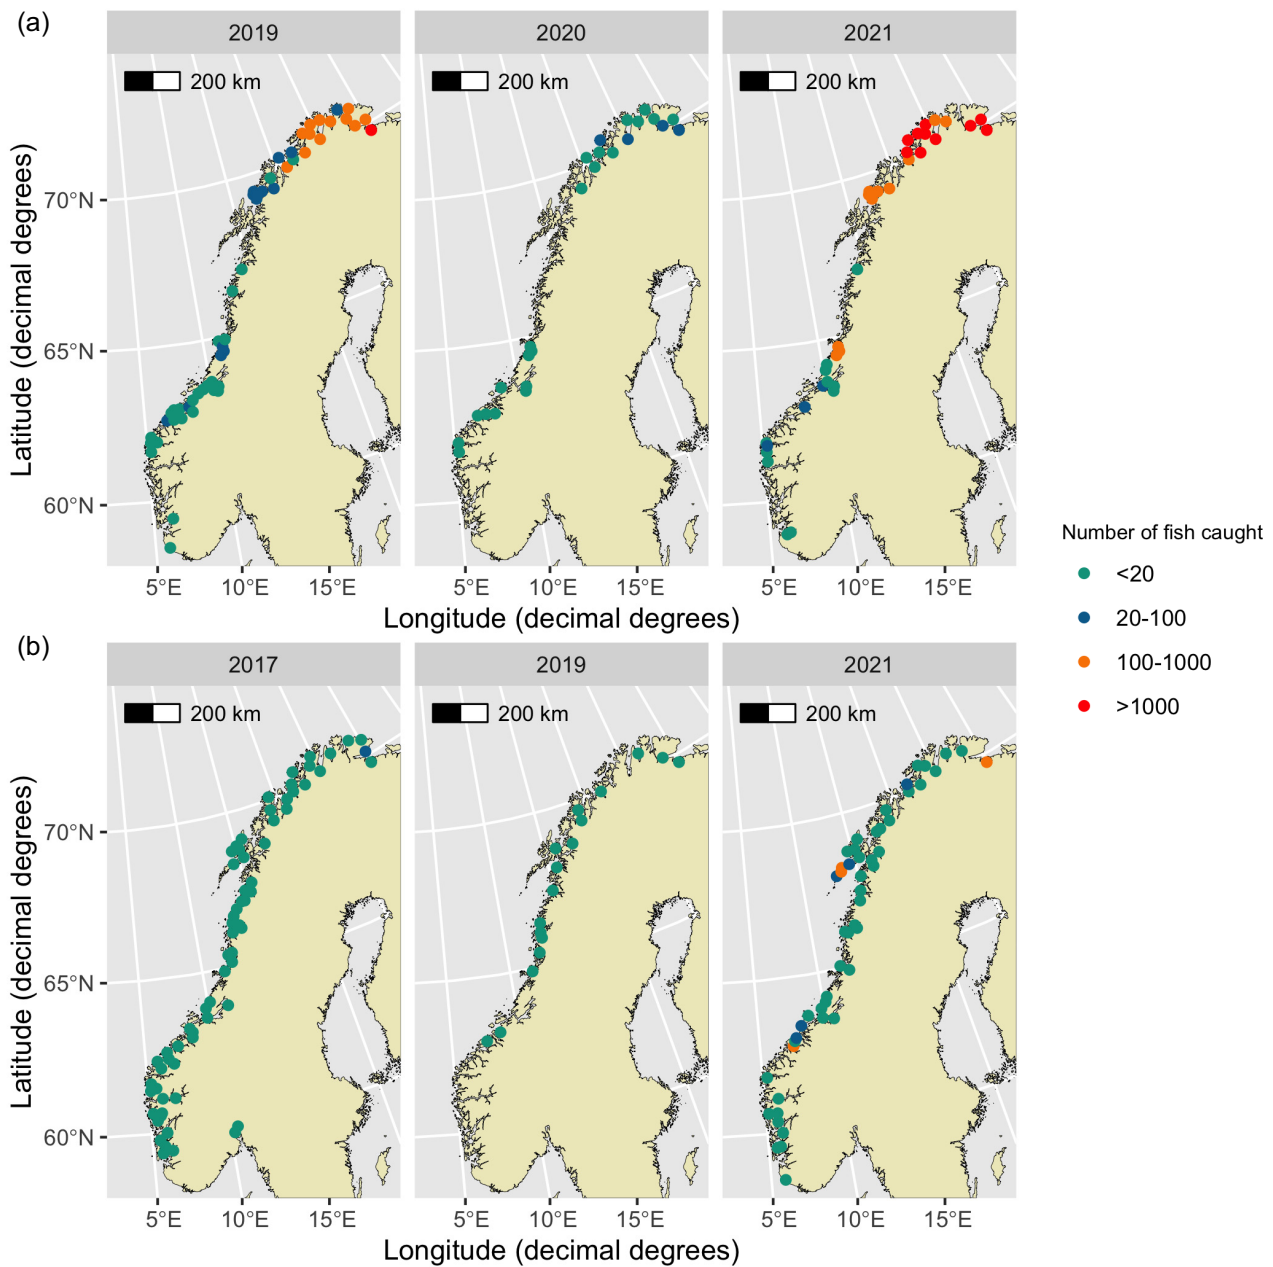 (a)
2019 2020 2021
200 km 200 km 200 km
Latitude (decimal degrees)
70°N
65°N
60°N
5°E 10°E 15°E 5°E 10°E 15°E 5°E 10°E 15°E
Longitude (decimal degrees)
(b)
2017 2019 2021
200 km 200 km 200 km
Latitude (decimal degrees)
70°N
65°N
60°N
5°E 10°E 15°E 5°E 10°E 15°E 5°E 10°E 15°E
Longitude (decimal degrees)
Number of fish caught
<20
20-100
100-1000
>1000